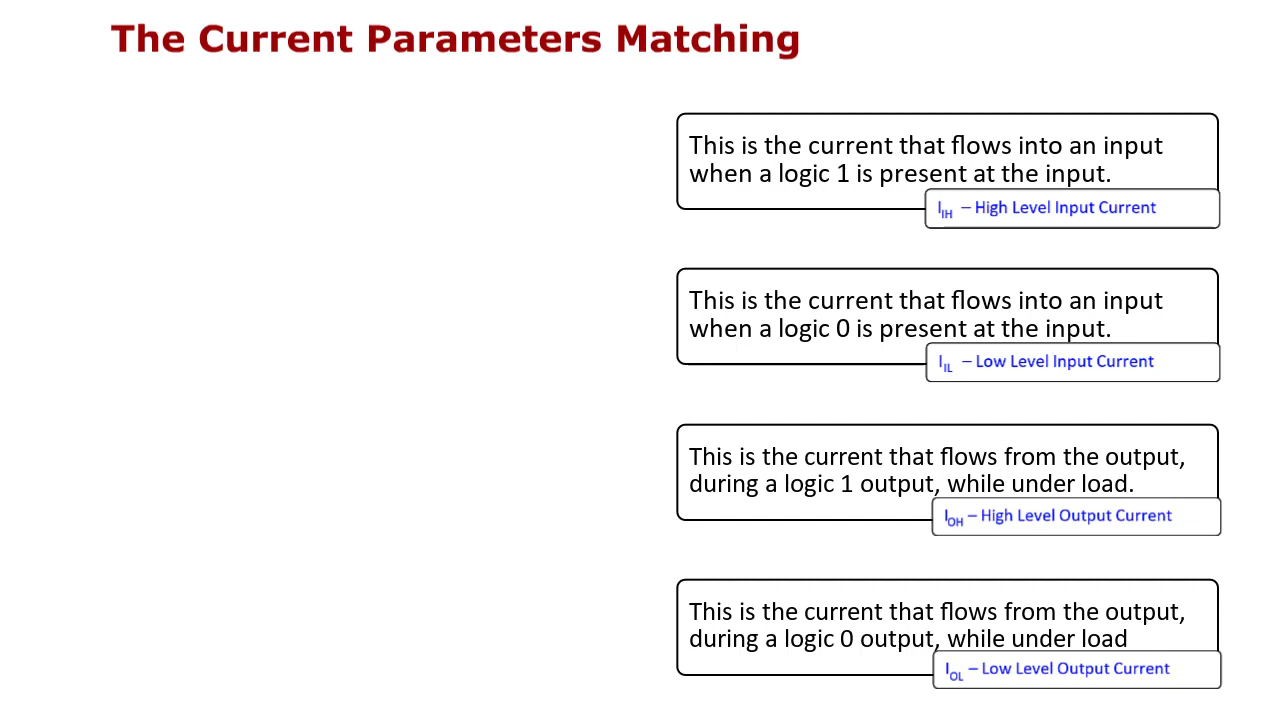 The Current Parameters Matching
This is the current that flows into an input
when a logic 1 is present at the input.
I_IH – High Level Input Current
This is the current that flows into an input
when a logic 0 is present at the input.
I_IL – Low Level Input Current
This is the current that flows from the output,
during a logic 1 output, while under load.
I_OH – High Level Output Current
This is the current that flows from the output,
during a logic 0 output, while under load
I_OL – Low Level Output Current